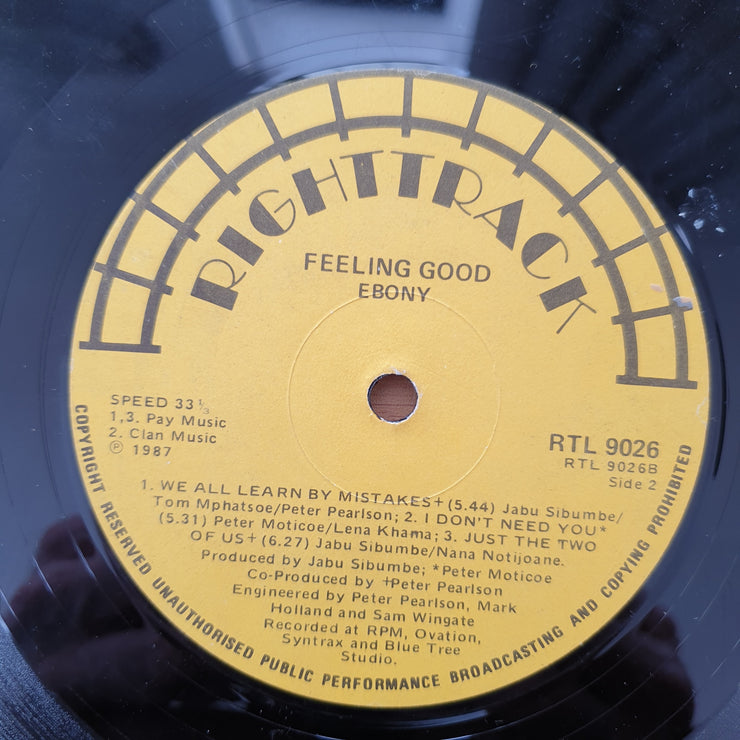 RIGHTTRACK
FEELING GOOD
EBONY
SPEED 33⅓
1,3. Pay Music
2. Clan Music
℗ 1987
RTL 9026
RTL 9026B
Side 2
1. WE ALL LEARN BY MISTAKES+ (5.44) Jabu Sibumbe/
Tom Mphatsoe/Peter Pearlson; 2. I DON'T NEED YOU*
(5.31) Peter Moticoe/Lena Khama; 3. JUST THE TWO
OF US+ (6.27) Jabu Sibumbe/Nana Notijoane.
Produced by Jabu Sibumbe; *Peter Moticoe
Co-Produced by +Peter Pearlson
Engineered by Peter Pearlson, Mark
Holland and Sam Wingate
Recorded at RPM, Ovation,
Syntrax and Blue Tree
Studio.
COPYRIGHT RESERVED UNAUTHORISED PUBLIC PERFORMANCE BROADCASTING AND COPYING PROHIBITED